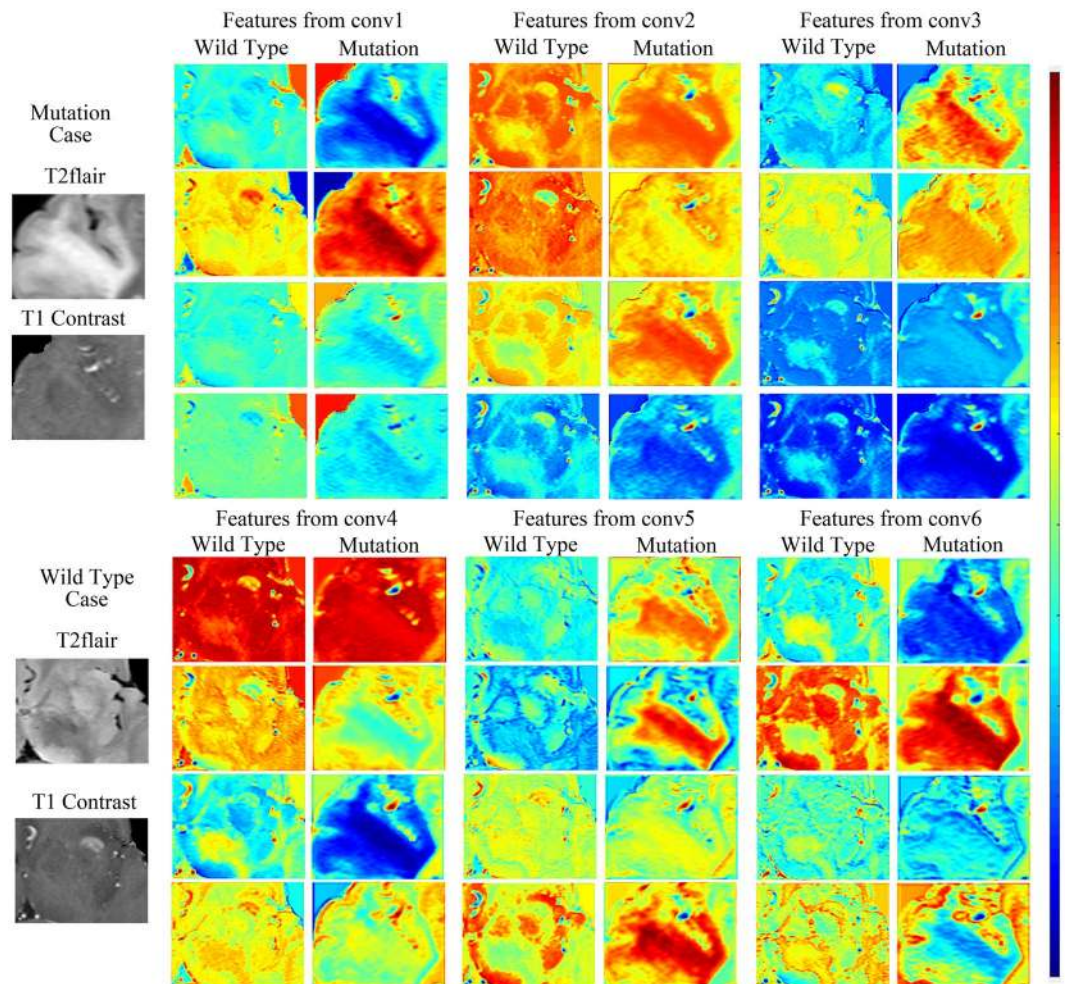 Features from conv1
Features from conv2
Features from conv3
Wild Type
Mutation
Wild Type
Mutation
Wild Type
Mutation
Mutation
Case
T2flair
T1 Contrast
Features from conv4
Features from conv5
Features from conv6
Wild Type
Mutation
Wild Type
Mutation
Wild Type
Mutation
Wild Type
Case
T2flair
T1 Contrast